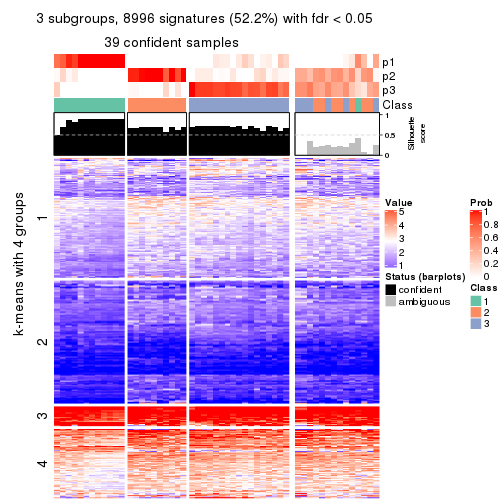 3 subgroups, 8996 signatures (52.2%) with fdr < 0.05
39 confident samples
p1
p2
p3
Class
1
0.5
0
Silhouette
score
k-means with 4 groups
1
2
3
4
Value
5
4
3
2
1
Status (barplots)
confident
ambiguous
Prob
1
0.8
0.6
0.4
0.2
0
Class
1
2
3